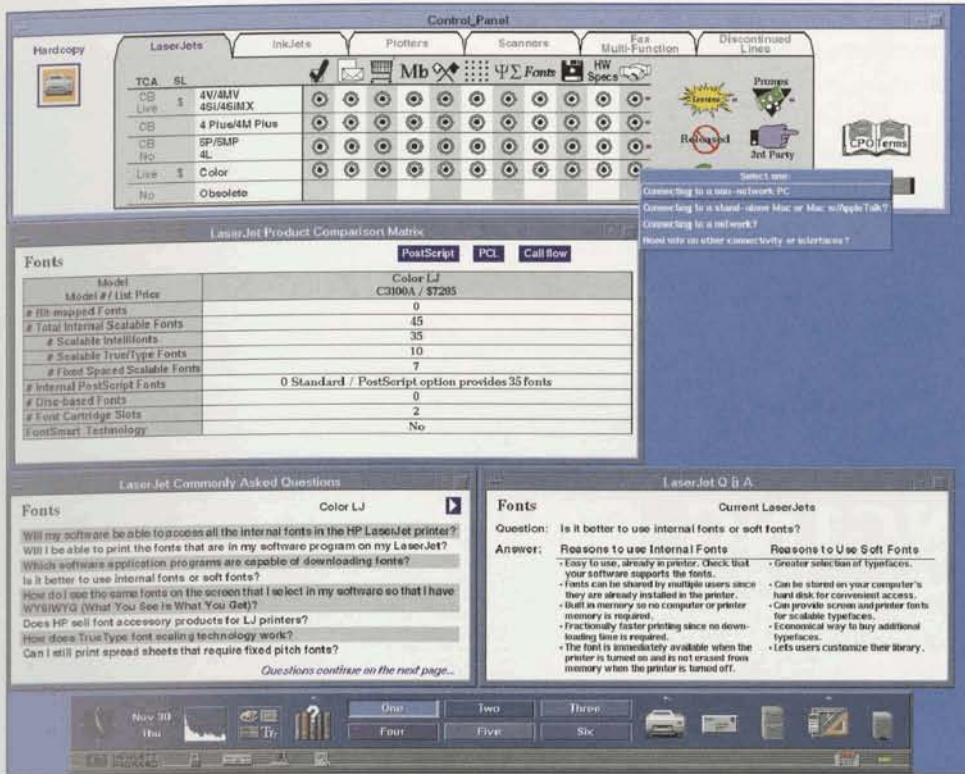 Control_Panel
Hardcopy
LaserJets
InkJets
Plotters
Scanners
Fax
Multi-Function
Discontinued
Lines
TCA SL
Mb
ΨΣ
Fonts
HW
Specs
CB
Live
$
4V/4MV
4Si/4SiMX
CB
4 Plus/4M Plus
CB
No
5P/5MP
4L
Live
$
Color
No
Obsolete
Promos
Released
3rd Party
CPO Terms
Select one:
Connecting to a non-network PC
Connecting to a stand-alone Mac or Mac w/AppleTalk?
Connecting to a network?
Need info on other connectivity or interfaces?
LaserJet Product Comparison Matrix
Fonts
PostScript
PCL
Call flow
Model
Color LJ
Model #/ List Price
C3100A / $7295
# Bit-mapped Fonts
0
# Total Internal Scalable Fonts
45
# Scalable Intellifonts
35
# Scalable TrueType Fonts
10
# Fixed Spaced Scalable Fonts
7
# Internal PostScript Fonts
0 Standard / PostScript option provides 35 fonts
# Disc-based Fonts
0
# Font Cartridge Slots
2
FontSmart Technology
No
LaserJet Commonly Asked Questions
Fonts
Color LJ
Will my software be able to access all the internal fonts in the HP LaserJet printer?
Will I be able to print the fonts that are in my software program on my LaserJet?
Which software application programs are capable of downloading fonts?
Is it better to use internal fonts or soft fonts?
How do I see the same fonts on the screen that I select in my software so that I have
WYSIWYG (What You See Is What You Get)?
Does HP sell font accessory products for LJ printers?
How does TrueType font scaling technology work?
Can I still print spread sheets that require fixed pitch fonts?
Questions continue on the next page...
LaserJet Q & A
Fonts
Current LaserJets
Question: Is it better to use internal fonts or soft fonts?
Answer:
Reasons to use Internal Fonts
• Easy to use, already in printer. Check that
your software supports the fonts.
• Fonts can be shared by multiple users since
they are already installed in the printer.
• Built in memory so no computer or printer
memory is required.
• Fractionally faster printing since no down-
loading time is required.
• The font is immediately available when the
printer is turned on and is not erased from
memory when the printer is turned off.
Reasons to Use Soft Fonts
• Greater selection of typefaces.
• Can be stored on your computer's
hard disk for convenient access.
• Can provide screen and printer fonts
for scalable typefaces.
• Economical way to buy additional
typefaces.
• Lets users customize their library.
Nov 30
Thu
One
Two
Three
Four
Five
Six
HEWLETT
PACKARD